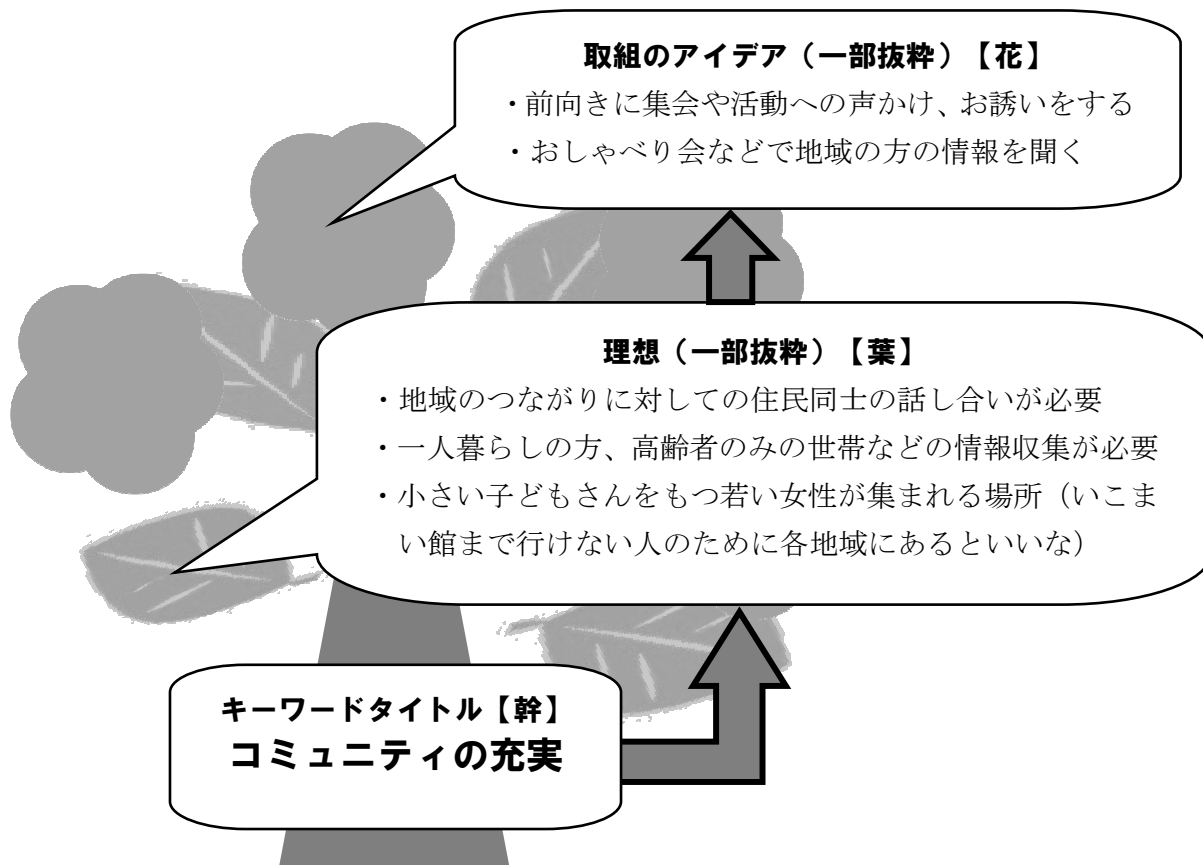 取組のアイデア（一部抜粋）【花】
・前向きに集会や活動への声かけ、お誘いをする
・おしゃべり会などで地域の方の情報を聞く
理想（一部抜粋）【葉】
・地域のつながりに対しての住民同士の話し合いが必要
・一人暮らしの方、高齢者のみの世帯などの情報収集が必要
・小さい子どもさんをもつ若い女性が集まれる場所（いこま
い館まで行けない人のために各地域にあるといいな）
キーワードタイトル【幹】
コミュニティの充実